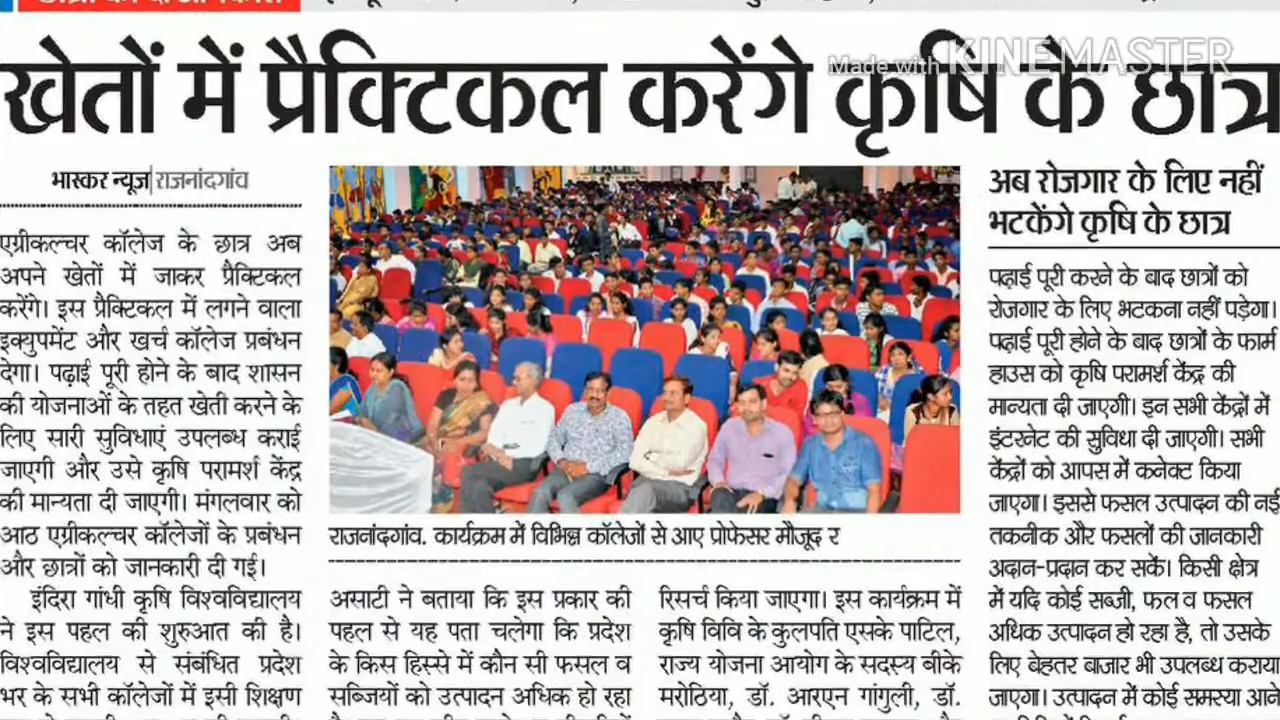 Made with KINEMASTER
खेतों में प्रैक्टिकल करेंगे कृषि के छात्र
भास्कर न्यूज|राजनांदगांव
एग्रीकल्चर कॉलेज के छात्र अब
अपने खेतों में जाकर प्रैक्टिकल
करेंगे। इस प्रैक्टिकल में लगने वाला
इक्युपमेंट और खर्च कॉलेज प्रबंधन
देगा। पढ़ाई पूरी होने के बाद शासन
की योजनाओं के तहत खेती करने के
लिए सारी सुविधाएं उपलब्ध कराई
जाएगी और उसे कृषि परामर्श केंद्र
की मान्यता दी जाएगी। मंगलवार को
आठ एग्रीकल्चर कॉलेजों के प्रबंधन
और छात्रों को जानकारी दी गई।
इंदिरा गांधी कृषि विश्वविद्यालय
ने इस पहल की शुरुआत की है।
विश्वविद्यालय से संबंधित प्रदेश
भर के सभी कॉलेजों में इसी शिक्षण
राजनांदगांव. कार्यक्रम में विभिन्न कॉलेजों से आए प्रोफेसर मौजूद र
असाटी ने बताया कि इस प्रकार की
पहल से यह पता चलेगा कि प्रदेश
के किस हिस्से में कौन सी फसल व
सब्जियों को उत्पादन अधिक हो रहा
रिसर्च किया जाएगा। इस कार्यक्रम में
कृषि विवि के कुलपति एसके पाटिल,
राज्य योजना आयोग के सदस्य बीके
मरोठिया, डॉ. आरएन गांगुली, डॉ.
अब रोजगार के लिए नहीं
भटकेंगे कृषि के छात्र
पढ़ाई पूरी करने के बाद छात्रों को
रोजगार के लिए भटकना नहीं पड़ेगा।
पढ़ाई पूरी होने के बाद छात्रों के फार्म
हाउस को कृषि परामर्श केंद्र की
मान्यता दी जाएगी। इन सभी केंद्रों में
इंटरनेट की सुविधा दी जाएगी। सभी
केंद्रों को आपस में कनेक्ट किया
जाएगा। इससे फसल उत्पादन की नई
तकनीक और फसलों की जानकारी
अदान-प्रदान कर सकें। किसी क्षेत्र
में यदि कोई सब्जी, फल व फसल
अधिक उत्पादन हो रहा है, तो उसके
लिए बेहतर बाजार भी उपलब्ध कराया
जाएगा। उत्पादन में कोई समस्या आने